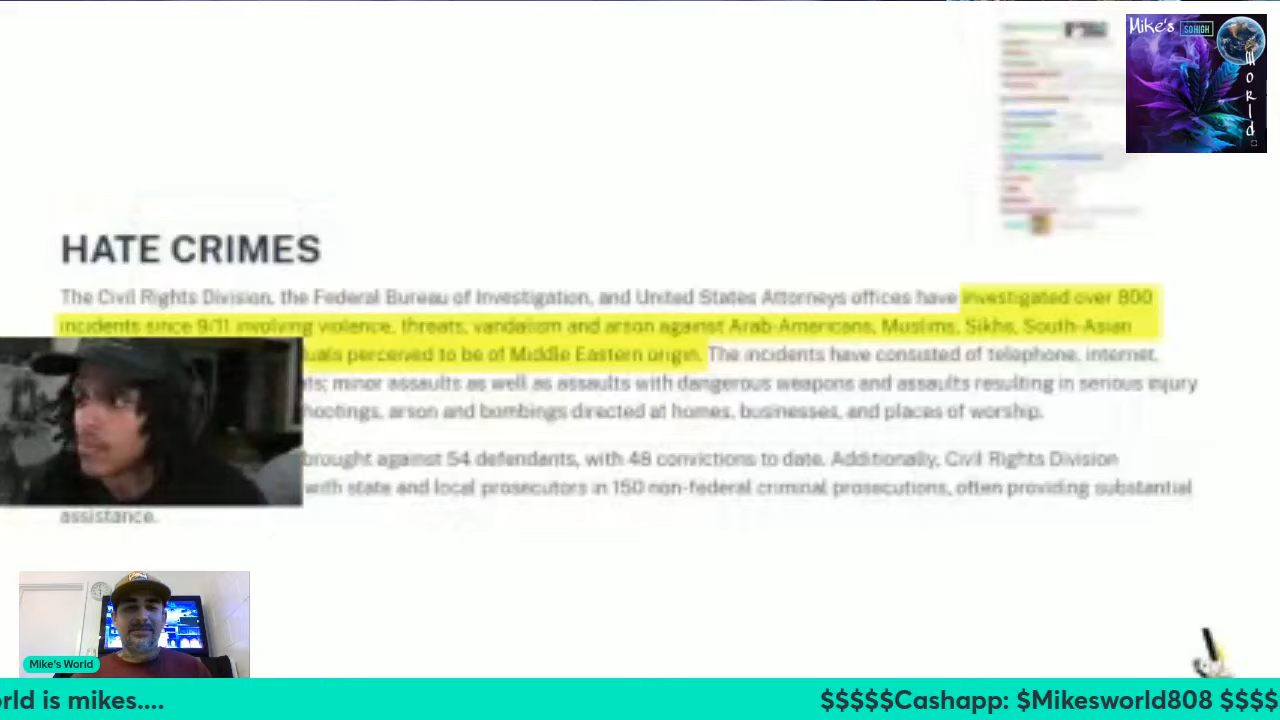 Mike's
SOHIGH
World
HATE CRIMES
The Civil Rights Division, the Federal Bureau of Investigation, and United States Attorneys offices have investigated over 800
incidents since 9/11 involving violence, threats, vandalism and arson against Arab-Americans, Muslims, Sikhs, South-Asian
uals perceived to be of Middle Eastern origin. The incidents have consisted of telephone, internet,
ts; minor assaults as well as assaults with dangerous weapons and assaults resulting in serious injury
hootings, arson and bombings directed at homes, businesses, and places of worship.
brought against 54 defendants, with 48 convictions to date. Additionally, Civil Rights Division
with state and local prosecutors in 150 non-federal criminal prosecutions, often providing substantial
assistance.
Mike's World
orld is mikes.... $$$$$Cashapp: $Mikesworld808 $$$$